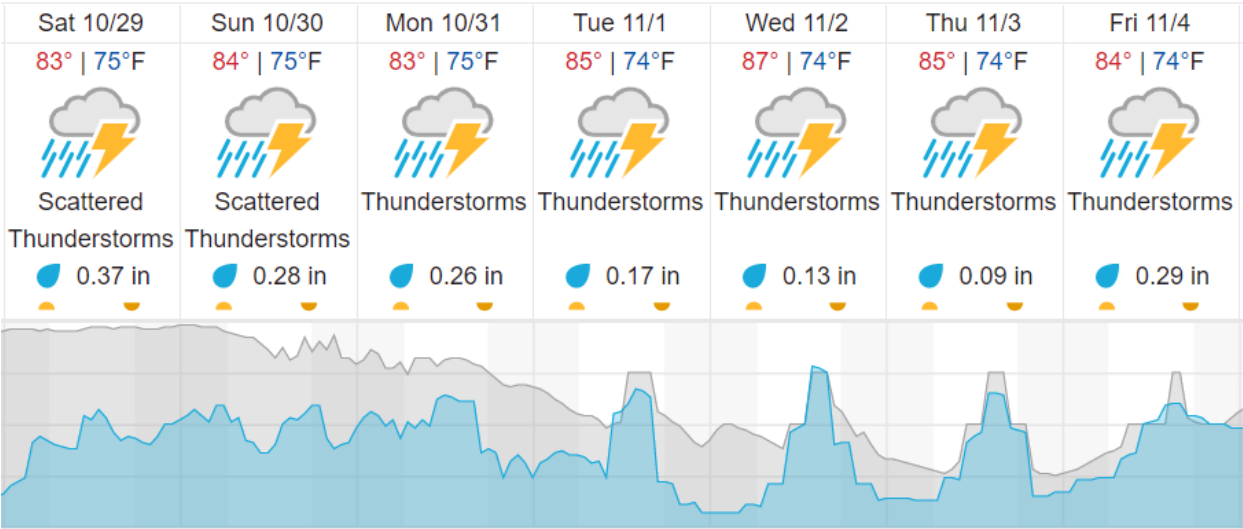 Sat 10/29 Sun 10/30 Mon 10/31 Tue 11/1 Wed 11/2 Thu 11/3 Fri 11/4
83° | 75°F 84° | 75°F 83° | 75°F 85° | 74°F 87° | 74°F 85° | 74°F 84° | 74°F
Scattered Scattered Thunderstorms Thunderstorms Thunderstorms Thunderstorms Thunderstorms
Thunderstorms Thunderstorms
0.37 in 0.28 in 0.26 in 0.17 in 0.13 in 0.09 in 0.29 in